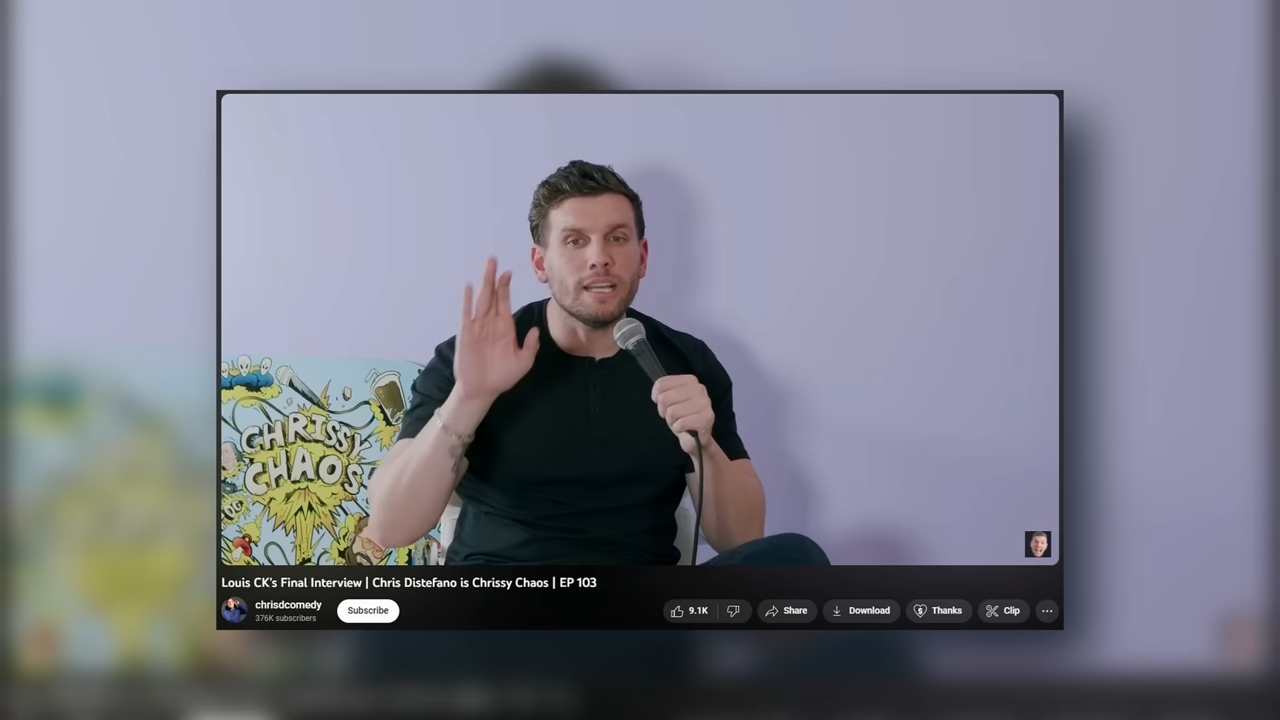 CHRISSY
CHAOS
Louis CK's Final Interview | Chris Distefano is Chrissy Chaos | EP 103
chrisdcomedy
376K subscribers
Subscribe
9.1K
Share
Download
Thanks
Clip